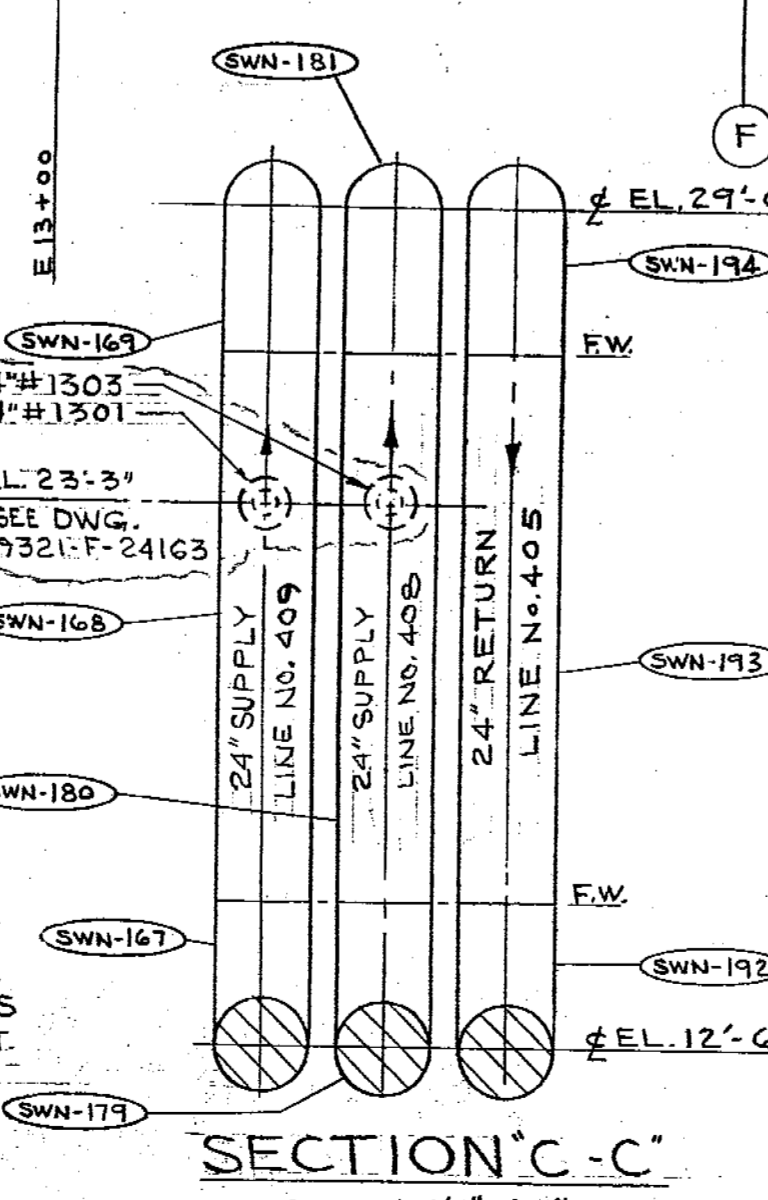 SWN-181
F
E13+00
℄ EL. 29'-
SWN-194
SWN-169
F.W.
"#1303
"#1301
L. 23'-3"
SEE DWG.
9321-F-24163
SWN-168
24" SUPPLY
LINE No. 409
24" SUPPLY
LINE No. 408
24" RETURN
LINE No. 405
SWN-193
WN-180
F.W.
SWN-167
SWN-192
S
T.
℄ EL. 12'-6
SWN-179
SECTION "C-C"